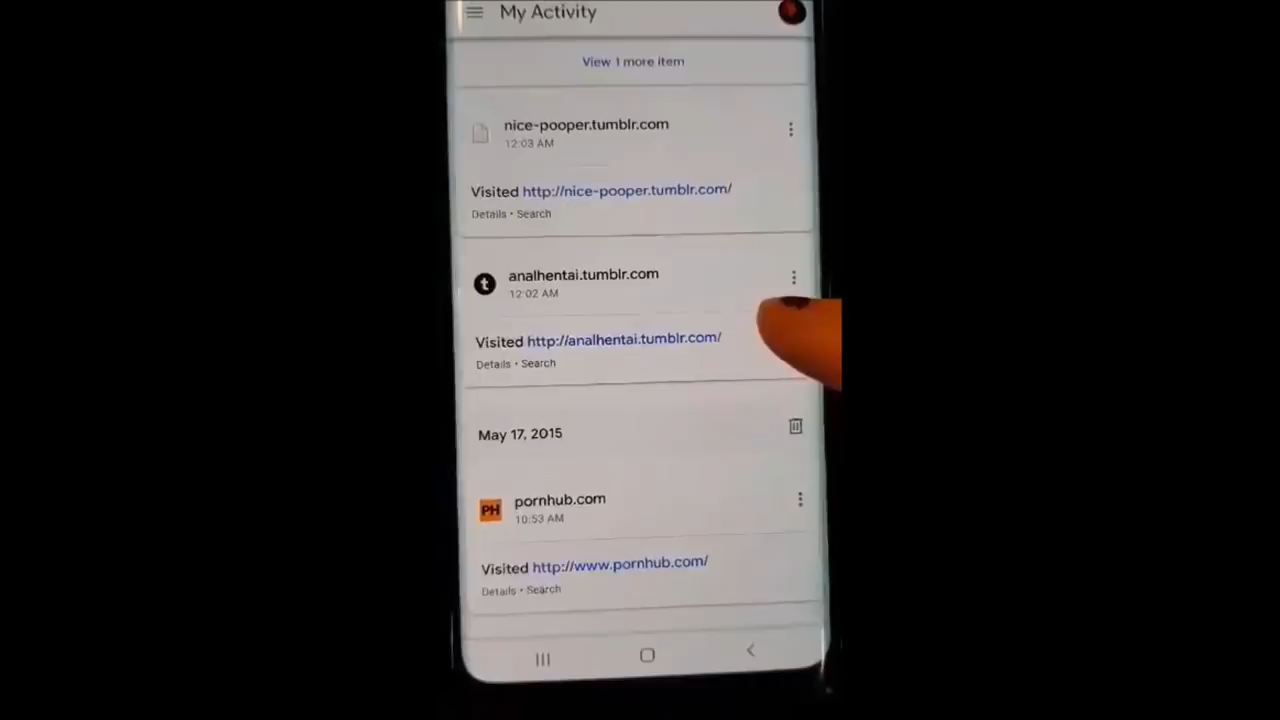 My Activity
View 1 more item
nice-pooper.tumblr.com
12:03 AM
Visited http://nice-pooper.tumblr.com/
Details • Search
t
analhentai.tumblr.com
12:02 AM
Visited http://analhentai.tumblr.com/
Details • Search
May 17, 2015
PH
pornhub.com
10:53 AM
Visited http://www.pornhub.com/
Details • Search